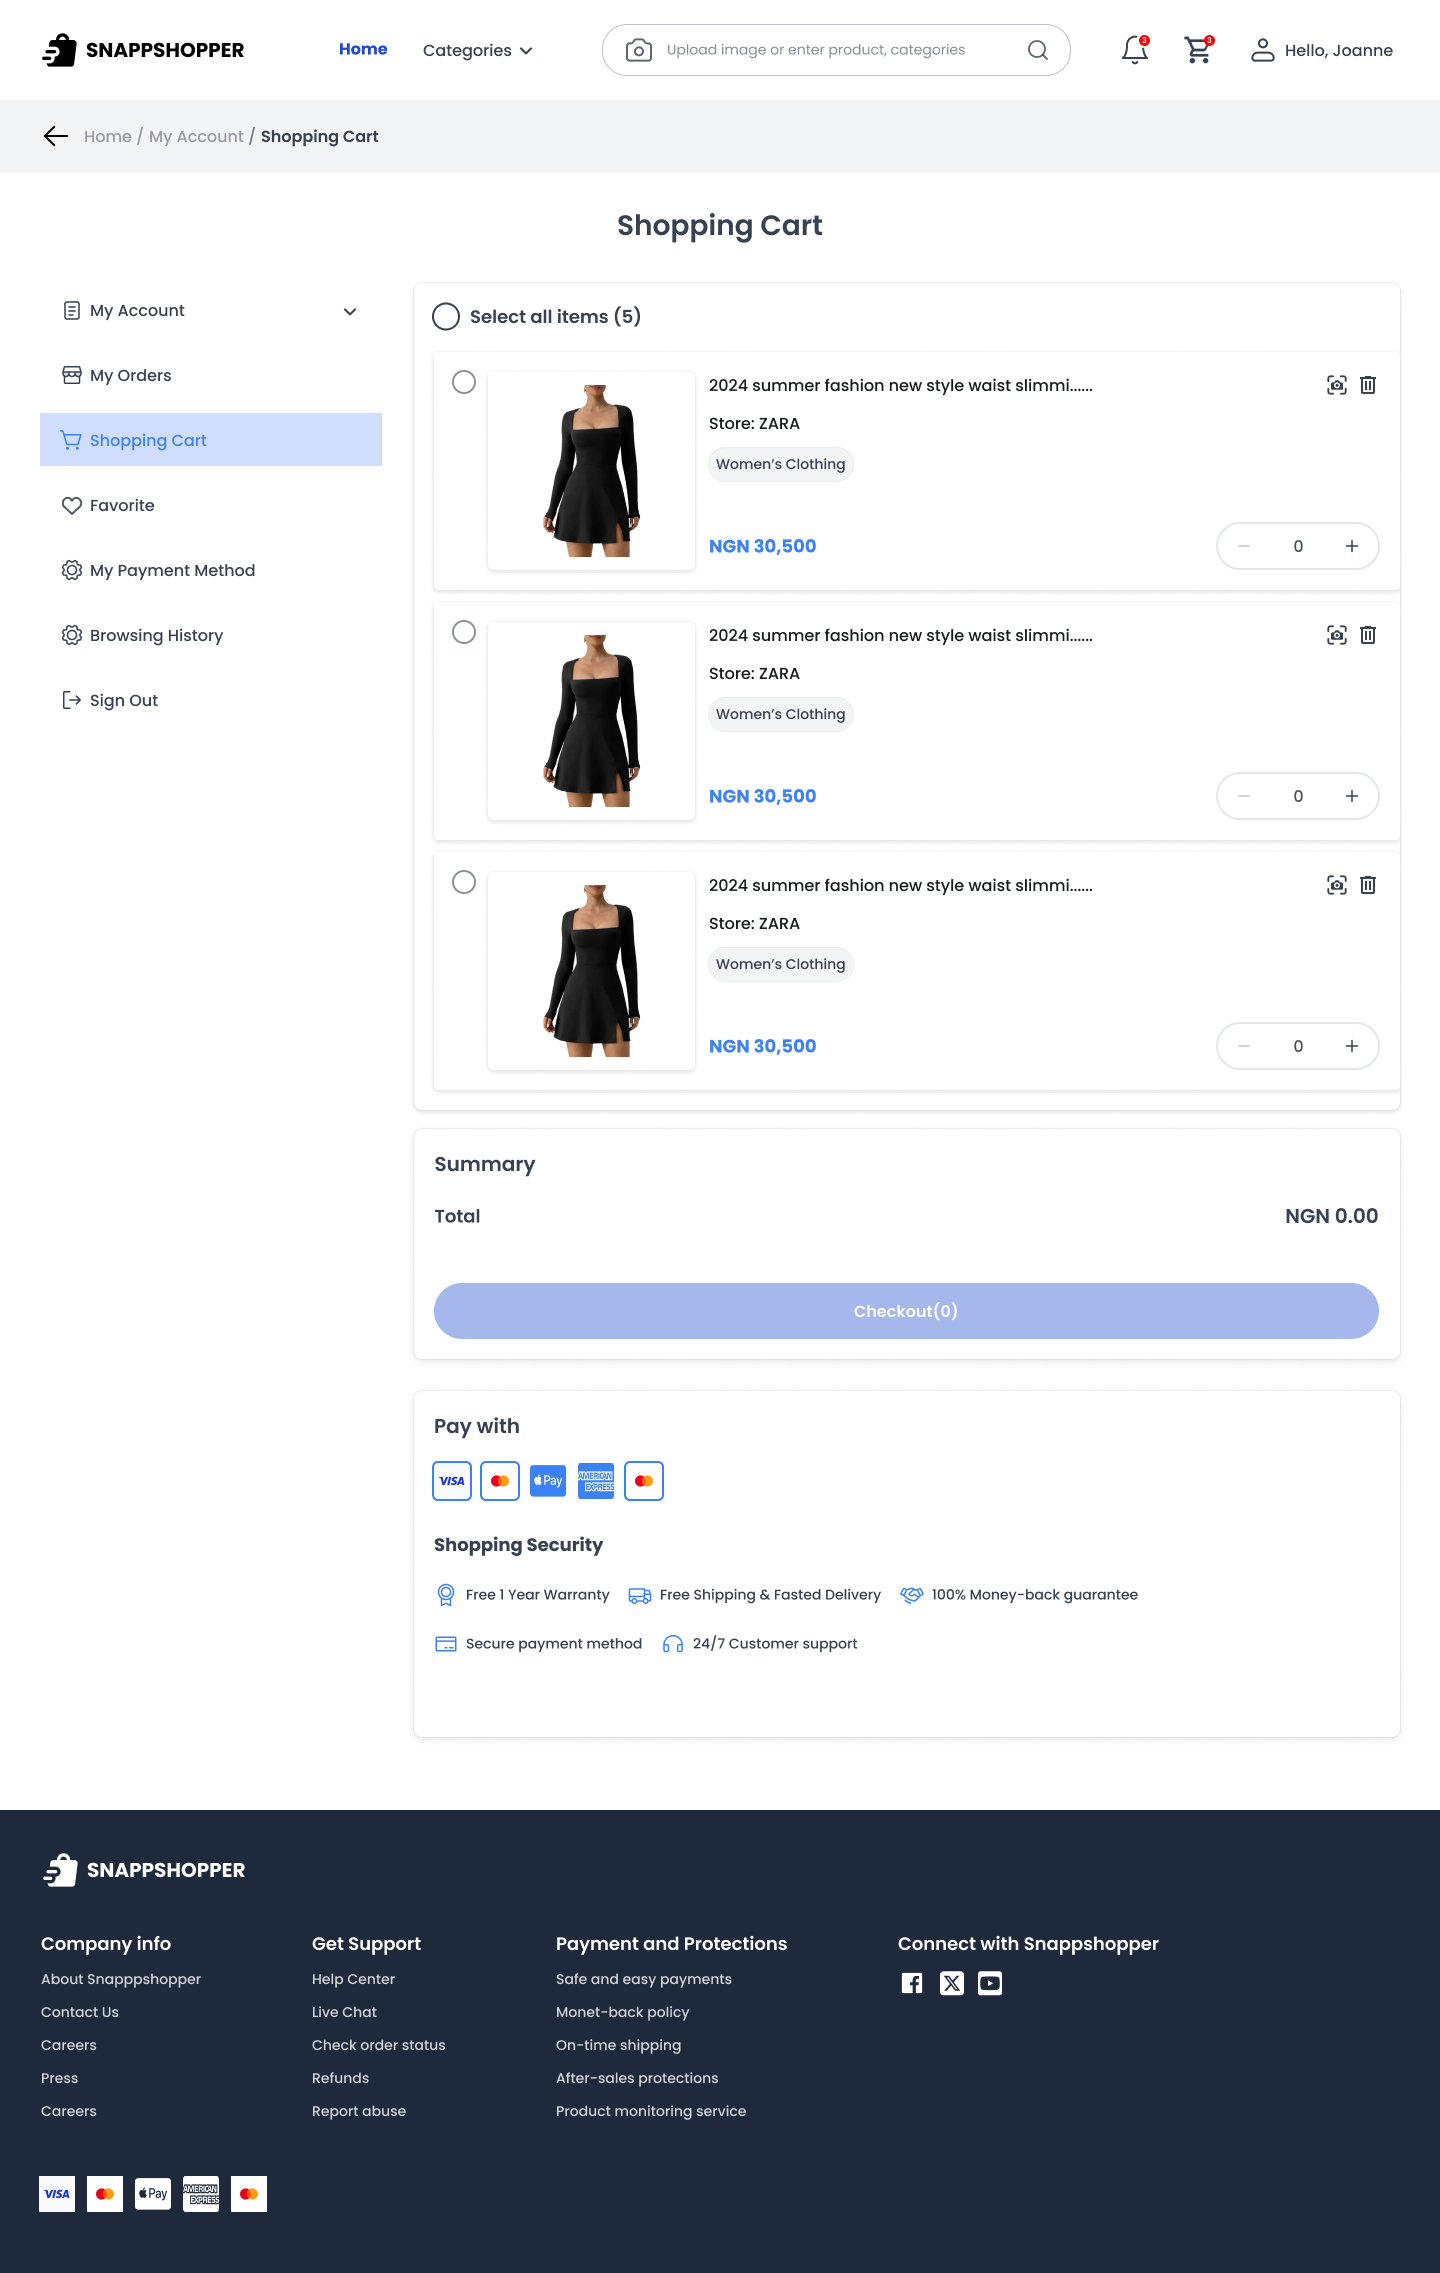 SNAPPSHOPPER
Home
Categories
Upload image or enter product, categories
3
3
Hello, Joanne
Home / My Account / Shopping Cart
Shopping Cart
My Account
My Orders
Shopping Cart
Favorite
My Payment Method
Browsing History
Sign Out
Select all items (5)
2024 summer fashion new style waist slimmi......
Store: ZARA
Women’s Clothing
NGN 30,500
0
2024 summer fashion new style waist slimmi......
Store: ZARA
Women’s Clothing
NGN 30,500
0
2024 summer fashion new style waist slimmi......
Store: ZARA
Women’s Clothing
NGN 30,500
0
Summary
Total NGN 0.00
Checkout(0)
Pay with
VISA
Pay
AMERICAN
EXPRESS
Shopping Security
Free 1 Year Warranty
Free Shipping & Fasted Delivery
100% Money-back guarantee
Secure payment method
24/7 Customer support
SNAPPSHOPPER
Company info
About Snapppshopper
Contact Us
Careers
Press
Careers
Get Support
Help Center
Live Chat
Check order status
Refunds
Report abuse
Payment and Protections
Safe and easy payments
Monet-back policy
On-time shipping
After-sales protections
Product monitoring service
Connect with Snappshopper
VISA
Pay
AMERICAN
EXPRESS